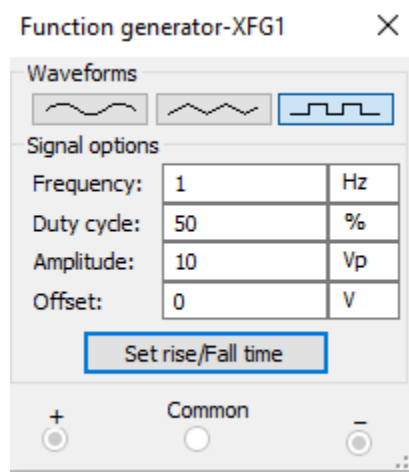 Function generator-XFG1
Waveforms
Signal options
Frequency: 1 Hz
Duty cycle: 50 %
Amplitude: 10 Vp
Offset: 0 V
Set rise/Fall time
+ Common −